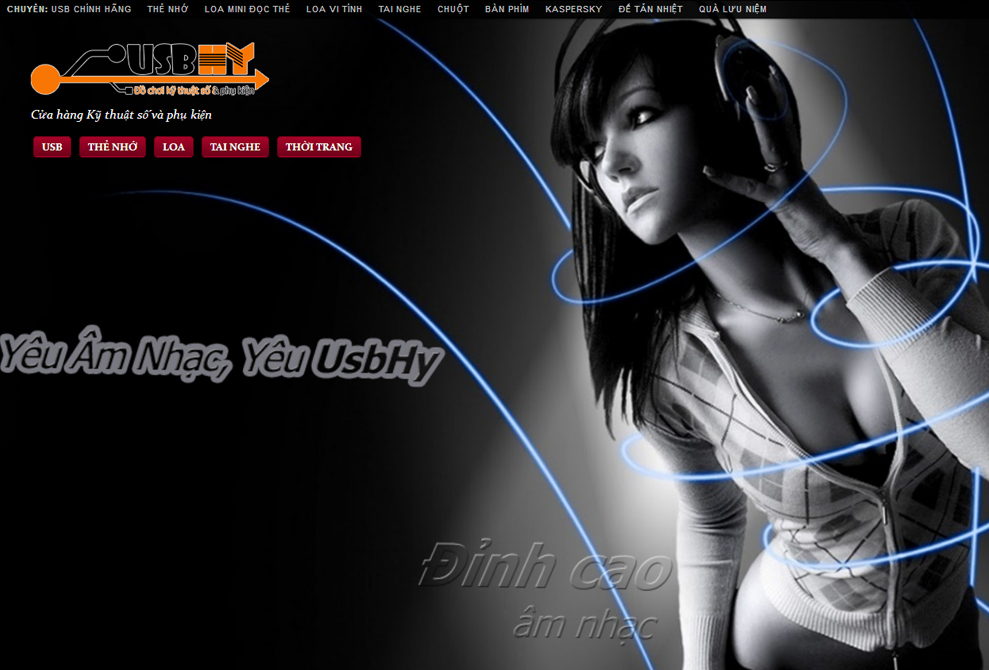 CHUYÊN: USB CHÍNH HÃNG THẺ NHỚ LOA MINI ĐỌC THẺ LOA VI TÍNH TAI NGHE CHUỘT BÀN PHÍM KASPERSKY ĐẾ TẢN NHIỆT QUÀ LƯU NIỆM
USBHY
Đồ chơi kỹ thuật số & phụ kiện
Cửa hàng Kỹ thuật số và phụ kiện
USB THẺ NHỚ LOA TAI NGHE THỜI TRANG
Yêu Âm Nhạc, Yêu UsbHy
Đỉnh cao
âm nhạc